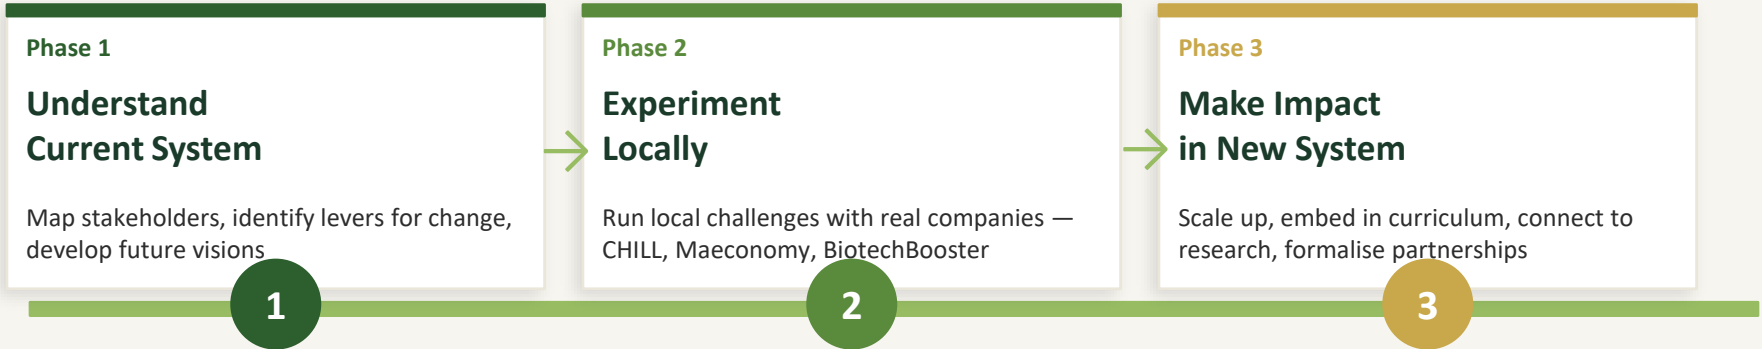 Phase 1
Understand
Current System
Map stakeholders, identify levers for change,
develop future visions
1
Phase 2
Experiment
Locally
Run local challenges with real companies —
CHILL, Maeconomy, BiotechBooster
2
Phase 3
Make Impact
in New System
Scale up, embed in curriculum, connect to
research, formalise partnerships
3